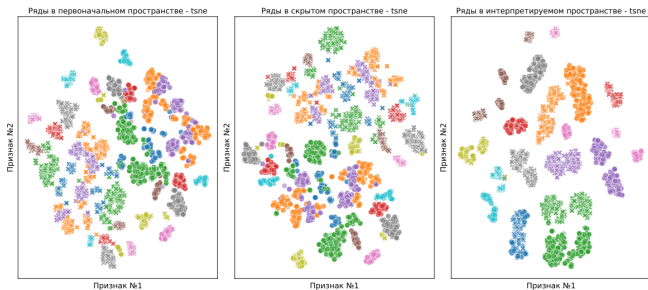 Ряды в первоначальном пространстве - tsne
Ряды в скрытом пространстве - tsne
Ряды в интерпретируемом пространстве - tsne
Признак №2
Признак №2
Признак №2
Признак №1
Признак №1
Признак №1